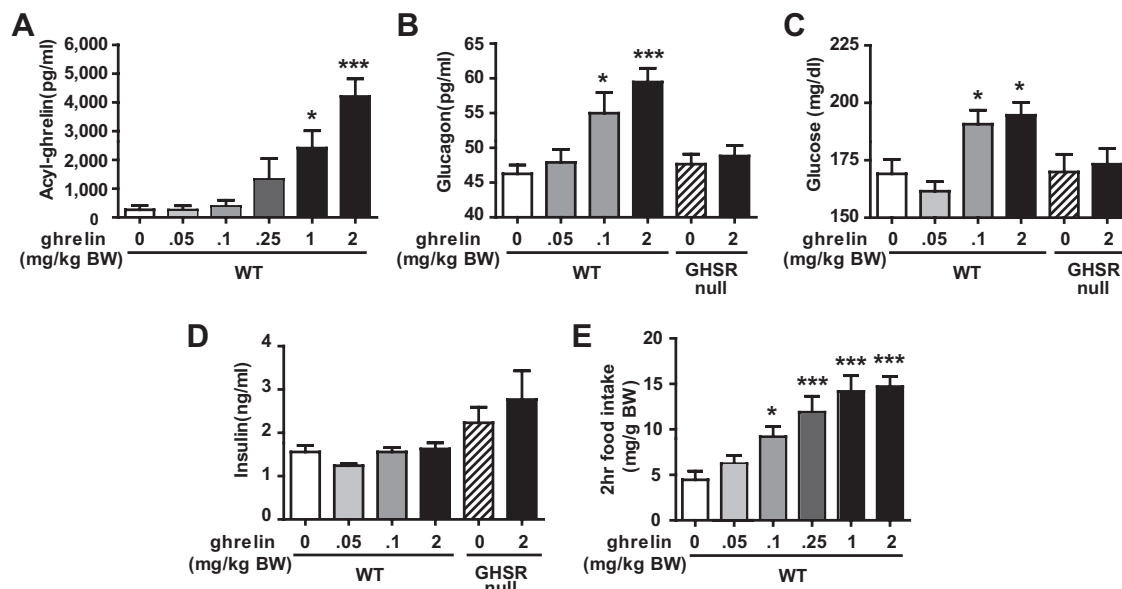 A
Acyl-ghrelin(pg/ml)
6,000
5,000
4,000
3,000
2,000
1,000
0
***
*
ghrelin
(mg/kg BW)
0 .05 .1 .25 1 2
WT
B
Glucagon(pg/ml)
65
60
55
50
45
40
***
*
ghrelin
(mg/kg BW)
0 .05 .1 2 0 2
WT
GHSR
null
C
Glucose (mg/dl)
225
200
175
150
* *
ghrelin
(mg/kg BW)
0 .05 .1 2 0 2
WT
GHSR
null
D
Insulin(ng/ml)
4
3
2
1
0
ghrelin
(mg/kg BW)
0 .05 .1 2 0 2
WT
GHSR
null
E
2hr food intake
(mg/g BW)
20
15
10
5
0
*** ***
***
*
ghrelin
(mg/kg BW)
0 .05 .1 .25 1 2
WT